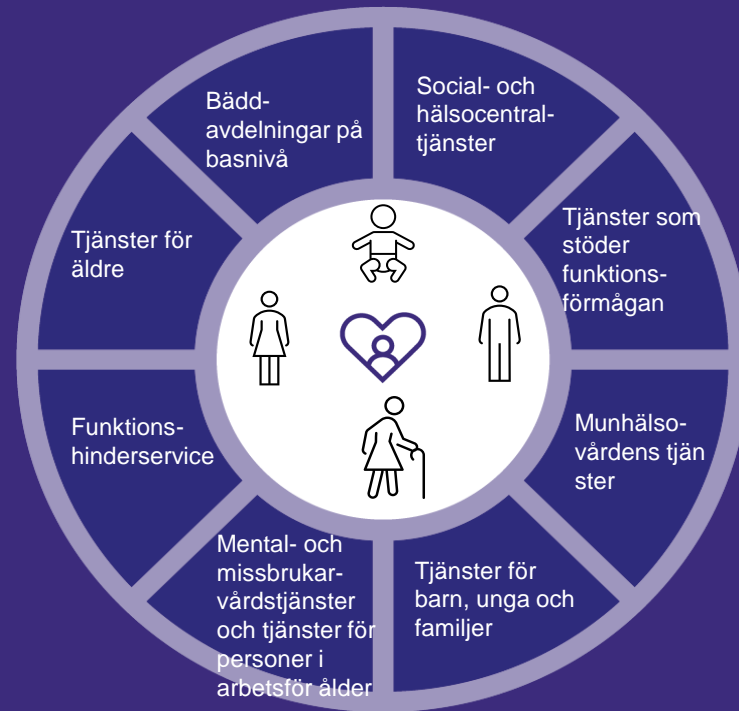 Social- och
hälsocentral-
tjänster
Tjänster som
stöder
funktions-
förmågan
Munhälso-
vårdens tjän
ster
Tjänster för
barn, unga och
familjer
Mental- och
missbrukar-
vårdstjänster
och tjänster för
personer i
arbetsför ålder
Funktions-
hinderservice
Tjänster för
äldre
Bädd-
avdelningar på
basnivå